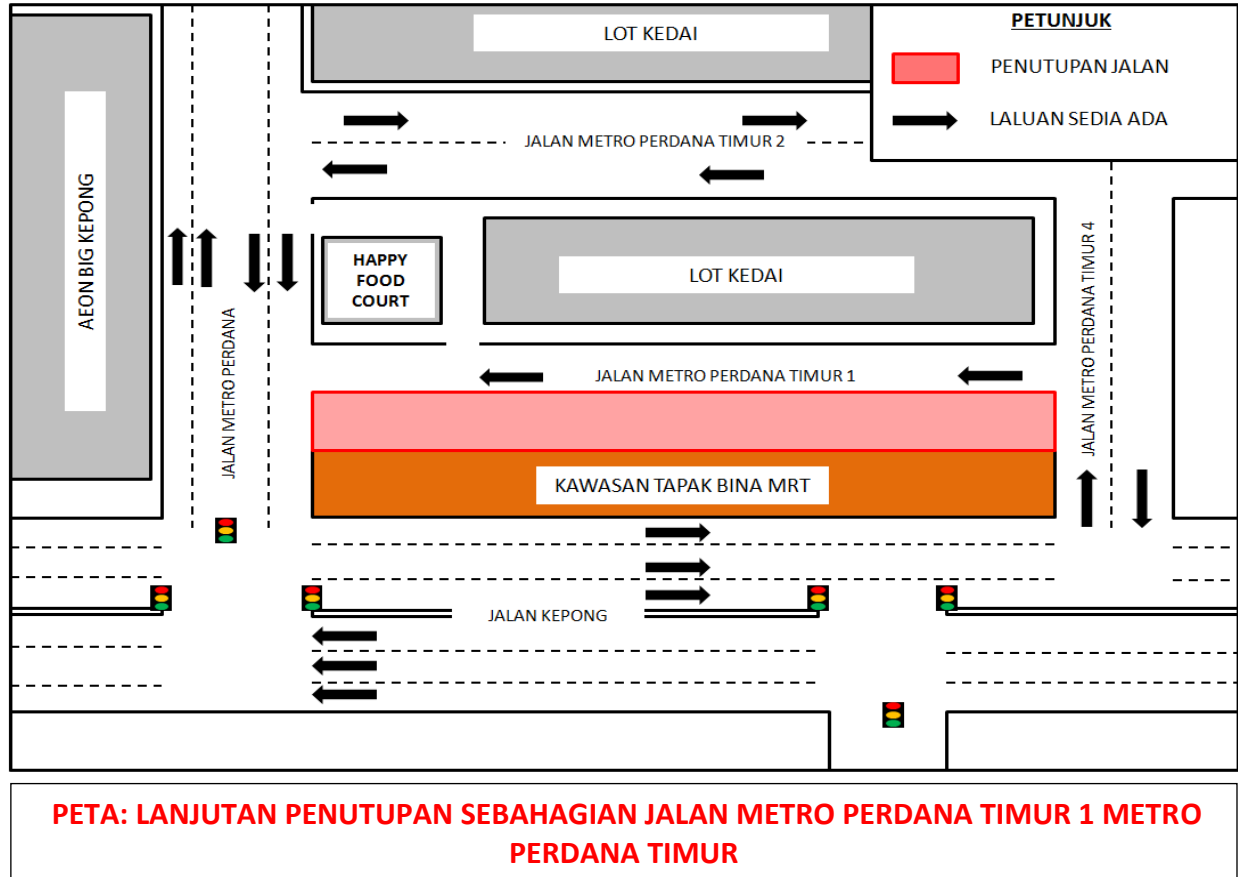 LOT KEDAI
PETUNJUK
PENUTUPAN JALAN
LALUAN SEDIA ADA
JALAN METRO PERDANA TIMUR 2
AEON BIG KEPONG
JALAN METRO PERDANA
HAPPY
FOOD
COURT
LOT KEDAI
JALAN METRO PERDANA TIMUR 4
JALAN METRO PERDANA TIMUR 1
KAWASAN TAPAK BINA MRT
JALAN KEPONG
PETA: LANJUTAN PENUTUPAN SEBAHAGIAN JALAN METRO PERDANA TIMUR 1 METRO
PERDANA TIMUR